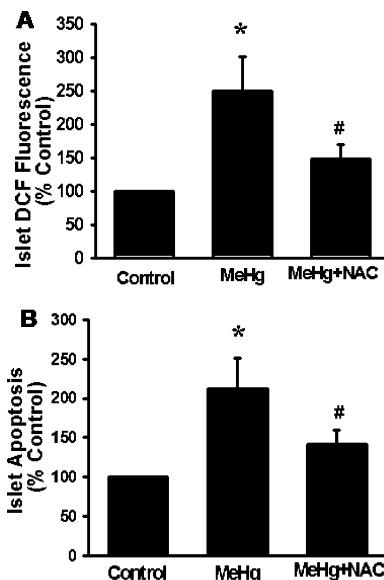 A
Islet DCF Fluorescence
(% Control)
350
300
250
200
150
100
50
0
*
#
Control MeHg MeHg+NAC
B
Islet Apoptosis
(% Control)
300
250
200
150
100
50
0
*
#
Control MeHg MeHg+NAC